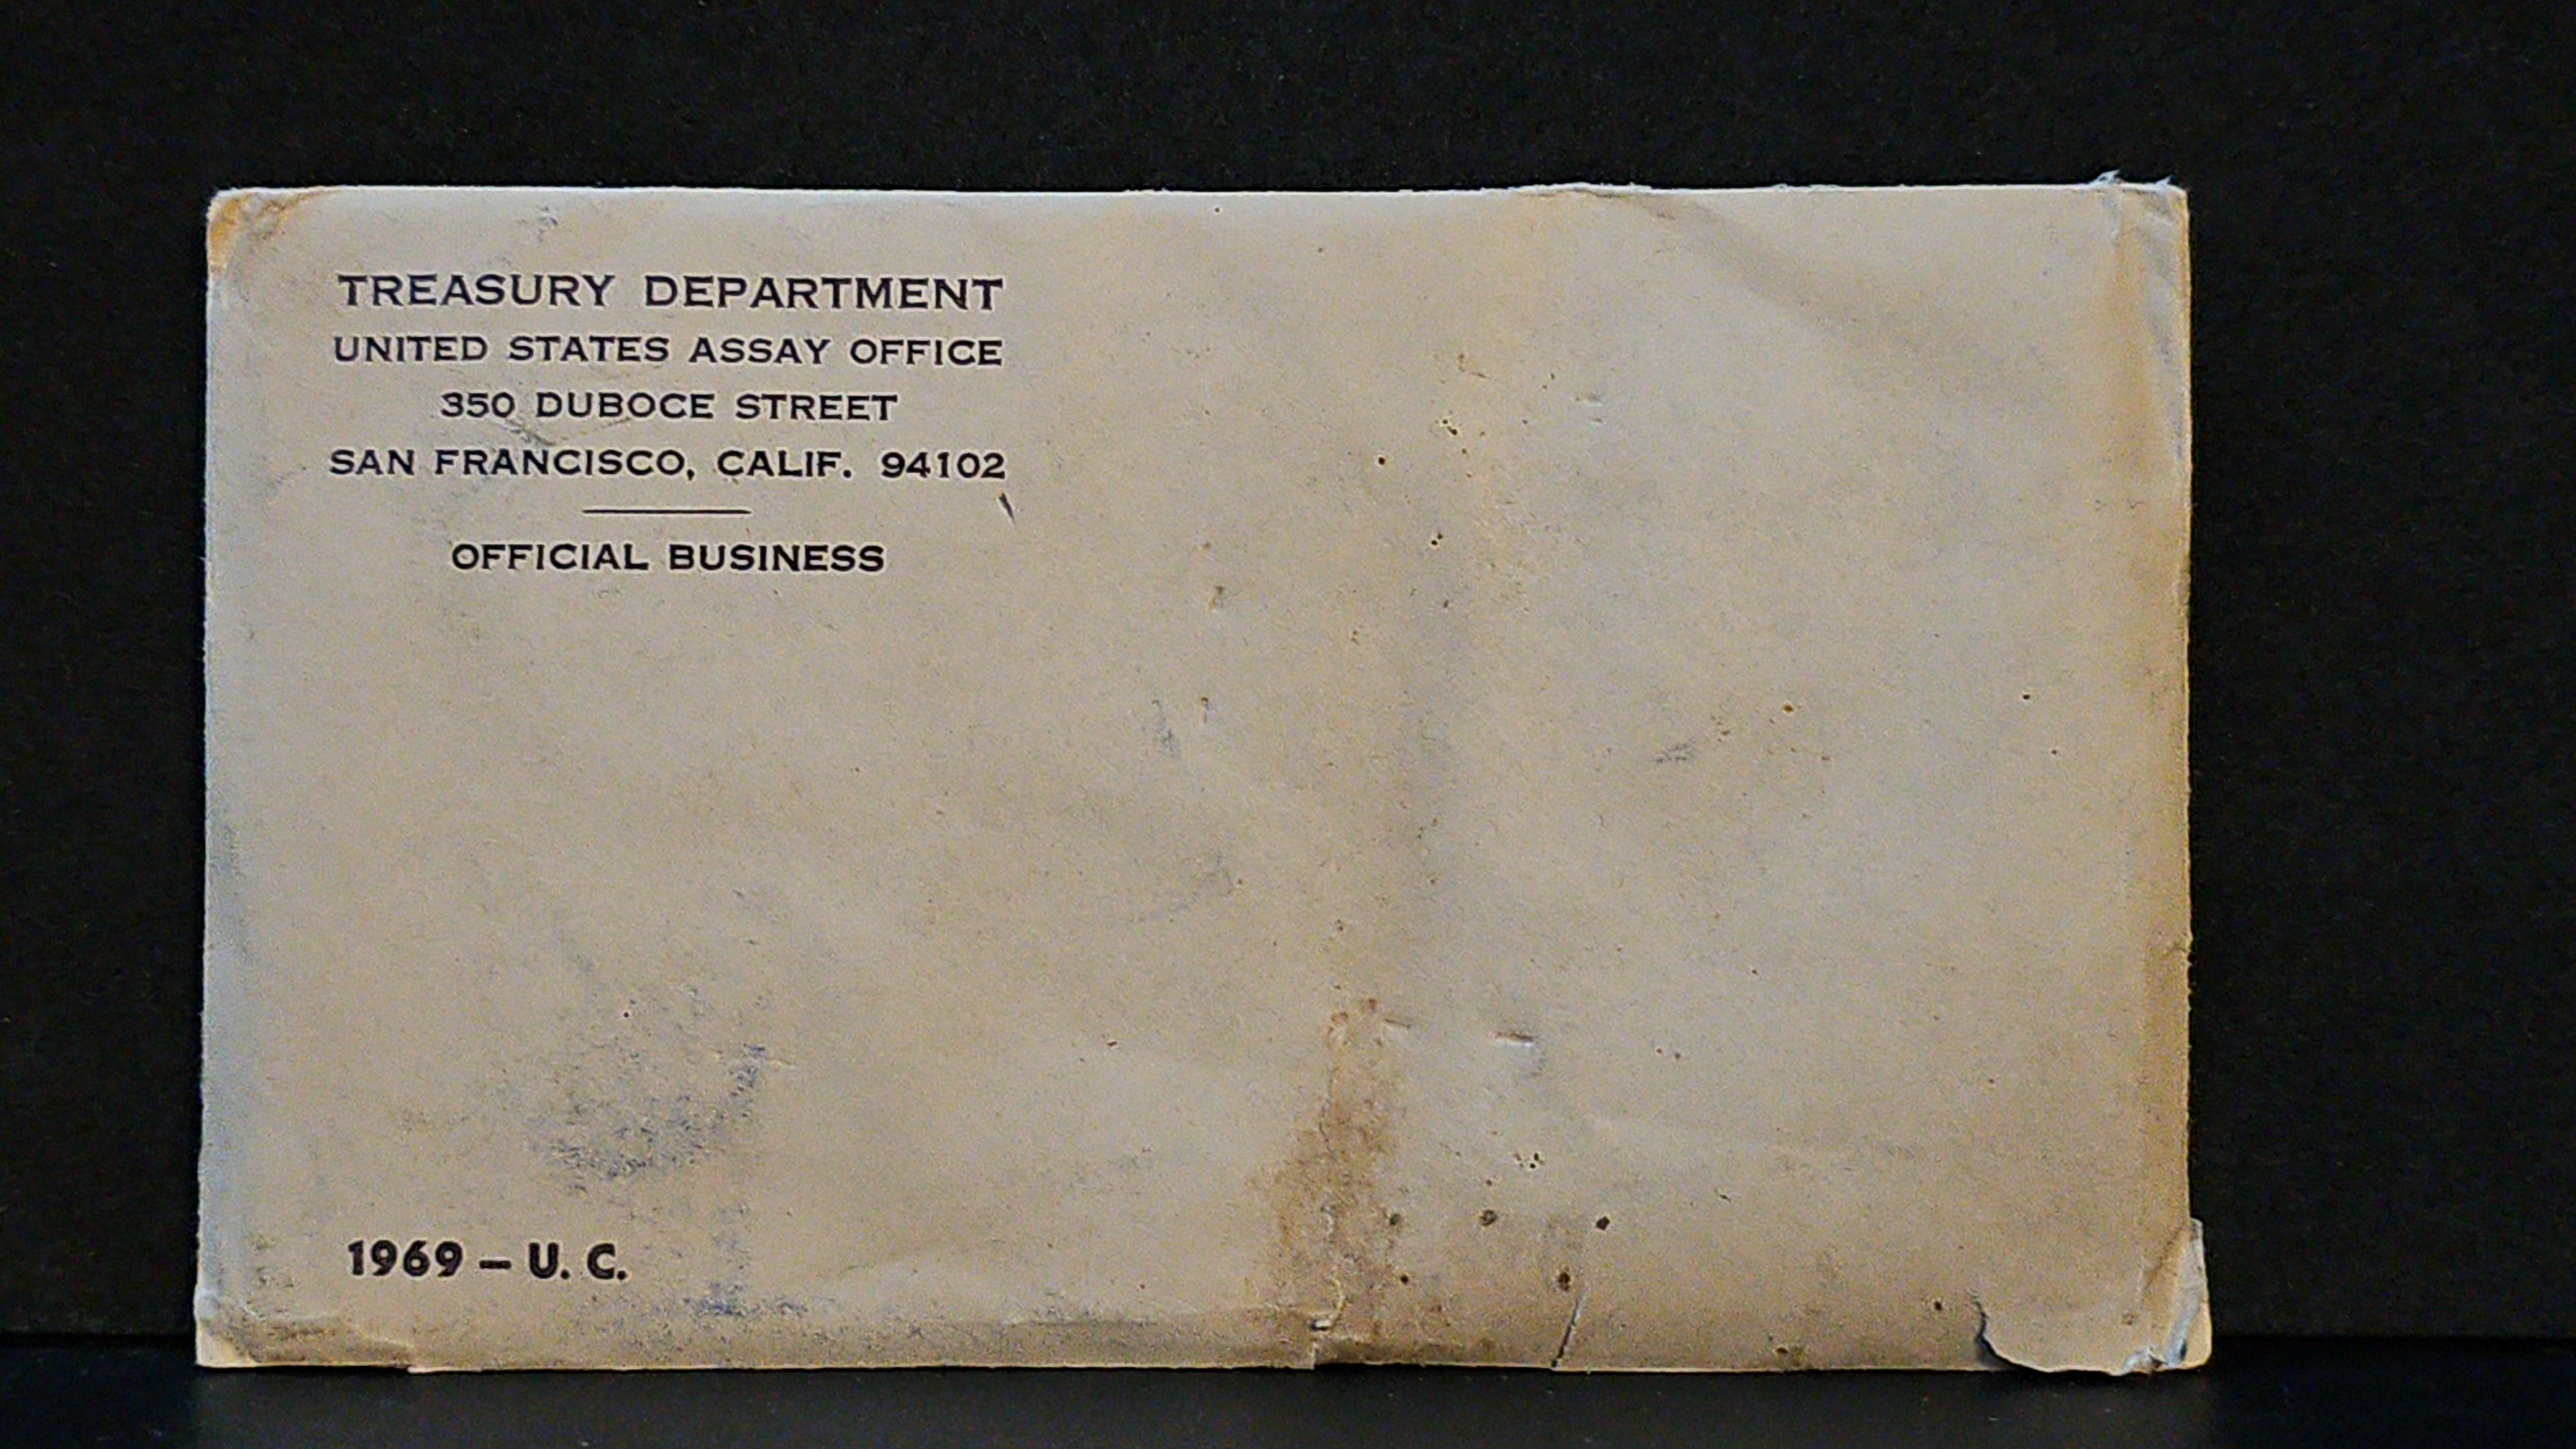 TREASURY DEPARTMENT
UNITED STATES ASSAY OFFICE
350 DUBOCE STREET
SAN FRANCISCO, CALIF. 94102
OFFICIAL BUSINESS
1969 – U. C.